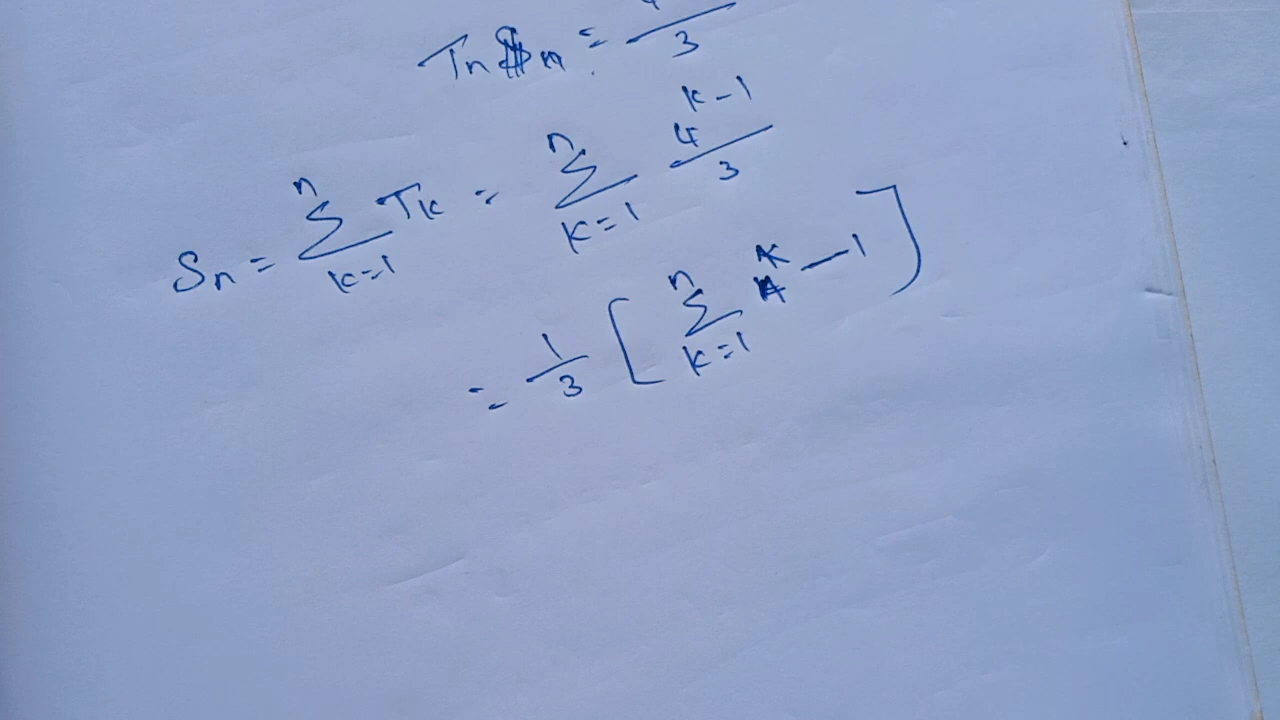 Tn = /3
Sn = n Σ k=1 Tk = n Σ k=1 4^(k-1)/3
= 1/3 [ n Σ k=1 4^k - 1 ]